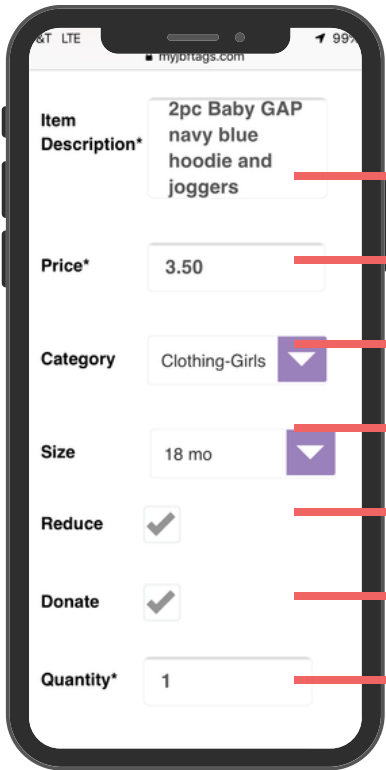 &T LTE 99%
myjbftags.com
Item
Description*
2pc Baby GAP
navy blue
hoodie and
joggers
Price*
3.50
Category
Clothing-Girls
Size
18 mo
Reduce
Donate
Quantity*
1